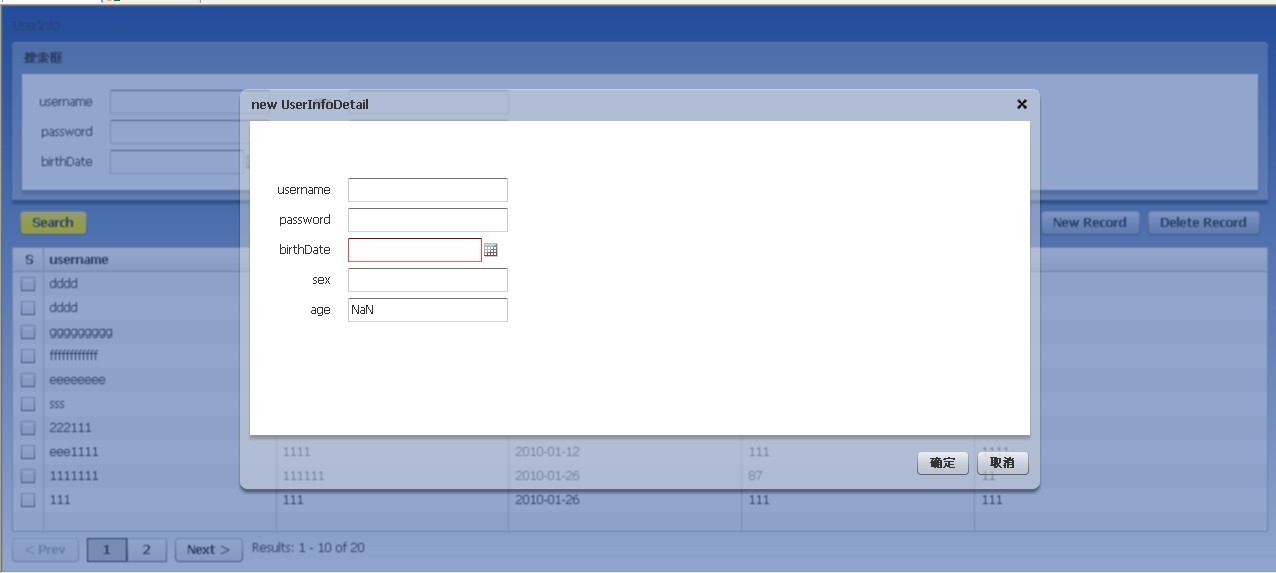 UserInfo
搜索框
username
password
birthDate
Search
New Record
Delete Record
S username
dddd
dddd
ggggggggg
ffffffffffff
eeeeeeee
sss
222111
eee1111 1111 2010-01-12 111 1111
1111111 111111 2010-01-26 87 11
111 111 2010-01-26 111 111
< Prev 1 2 Next > Results: 1 - 10 of 20
new UserInfoDetail
username
password
birthDate
sex
age NaN
确定 取消